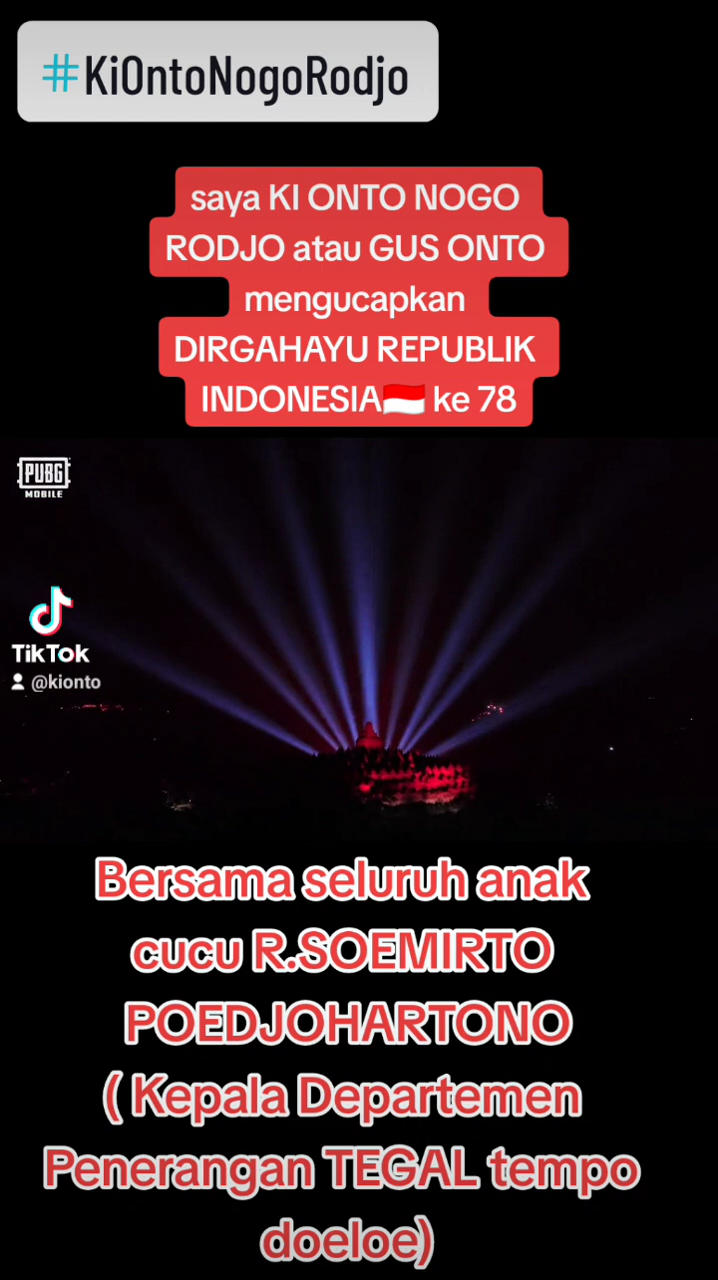 #KiOntoNogoRodjo
saya KI ONTO NOGO
RODJO atau GUS ONTO
mengucapkan
DIRGAHAYU REPUBLIK
INDONESIA🇮🇩 ke 78
PUBG
MOBILE
TikTok
@kionto
Bersama seluruh anak
cucu R.SOEMIRTO
POEDJOHARTONO
( Kepala Departemen
Penerangan TEGAL tempo
doeloe)